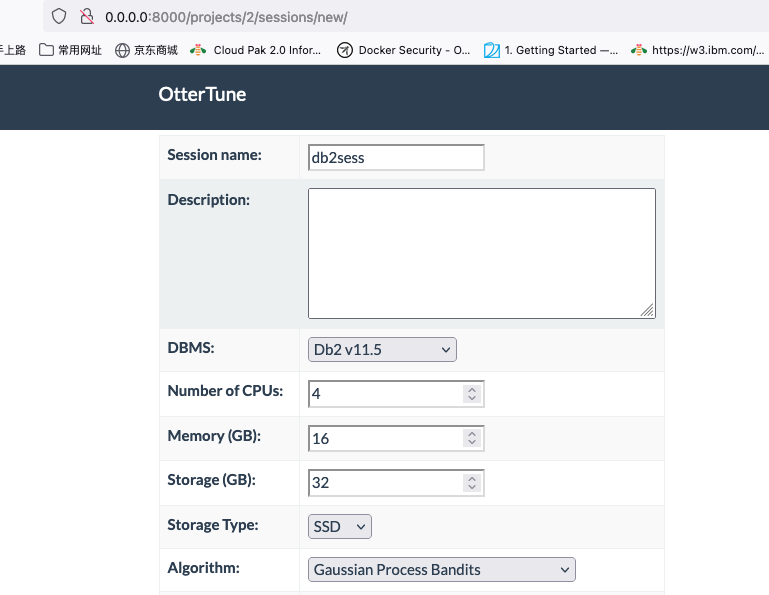 0.0.0.0:8000/projects/2/sessions/new/
手上路 常用网址 京东商城 Cloud Pak 2.0 Infor... Docker Security - O... 1. Getting Started —... https://w3.ibm.com/...
OtterTune
Session name: db2sess
Description:
DBMS: Db2 v11.5
Number of CPUs: 4
Memory (GB): 16
Storage (GB): 32
Storage Type: SSD
Algorithm: Gaussian Process Bandits